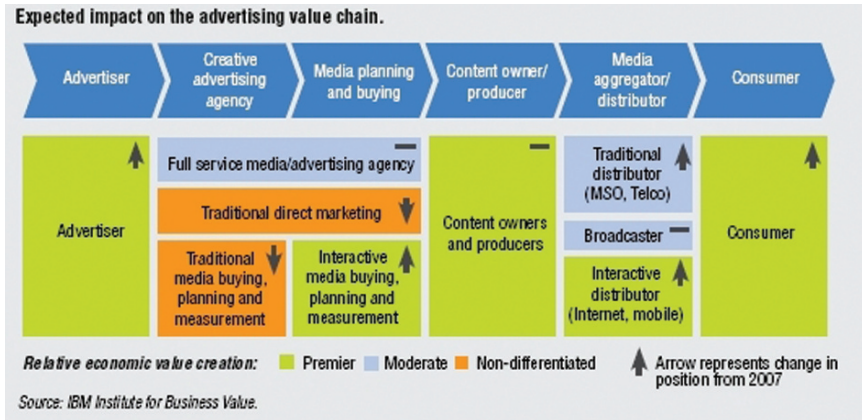 Expected impact on the advertising value chain.
Advertiser
Creative
advertising
agency
Media planning
and buying
Content owner/
producer
Media
aggregator/
distributor
Consumer
Advertiser
Full service media/advertising agency
Traditional direct marketing
Traditional
media buying,
planning and
measurement
Interactive
media buying,
planning and
measurement
Content owners
and producers
Traditional
distributor
(MSO, Telco)
Broadcaster
Interactive
distributor
(Internet, mobile)
Consumer
Relative economic value creation: Premier Moderate Non-differentiated
Arrow represents change in
position from 2007
Source: IBM Institute for Business Value.